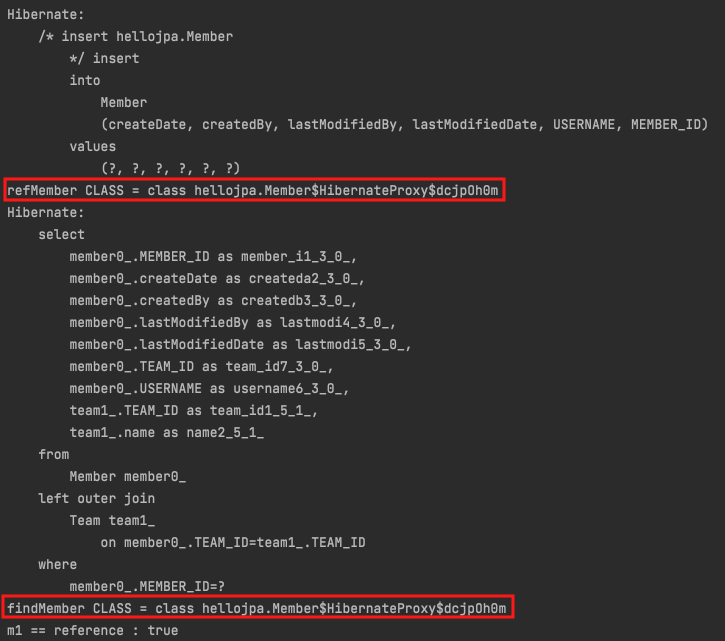 Hibernate:
/* insert hellojpa.Member
*/ insert
into
Member
(createDate, createdBy, lastModifiedBy, lastModifiedDate, USERNAME, MEMBER_ID)
values
(?, ?, ?, ?, ?, ?)
refMember CLASS = class hellojpa.Member$HibernateProxy$dcjpOh0m
Hibernate:
select
member0_.MEMBER_ID as member_i1_3_0_,
member0_.createDate as createda2_3_0_,
member0_.createdBy as createdb3_3_0_,
member0_.lastModifiedBy as lastmodi4_3_0_,
member0_.lastModifiedDate as lastmodi5_3_0_,
member0_.TEAM_ID as team_id7_3_0_,
member0_.USERNAME as username6_3_0_,
team1_.TEAM_ID as team_id1_5_1_,
team1_.name as name2_5_1_
from
Member member0_
left outer join
Team team1_
on member0_.TEAM_ID=team1_.TEAM_ID
where
member0_.MEMBER_ID=?
findMember CLASS = class hellojpa.Member$HibernateProxy$dcjpOh0m
m1 == reference : true